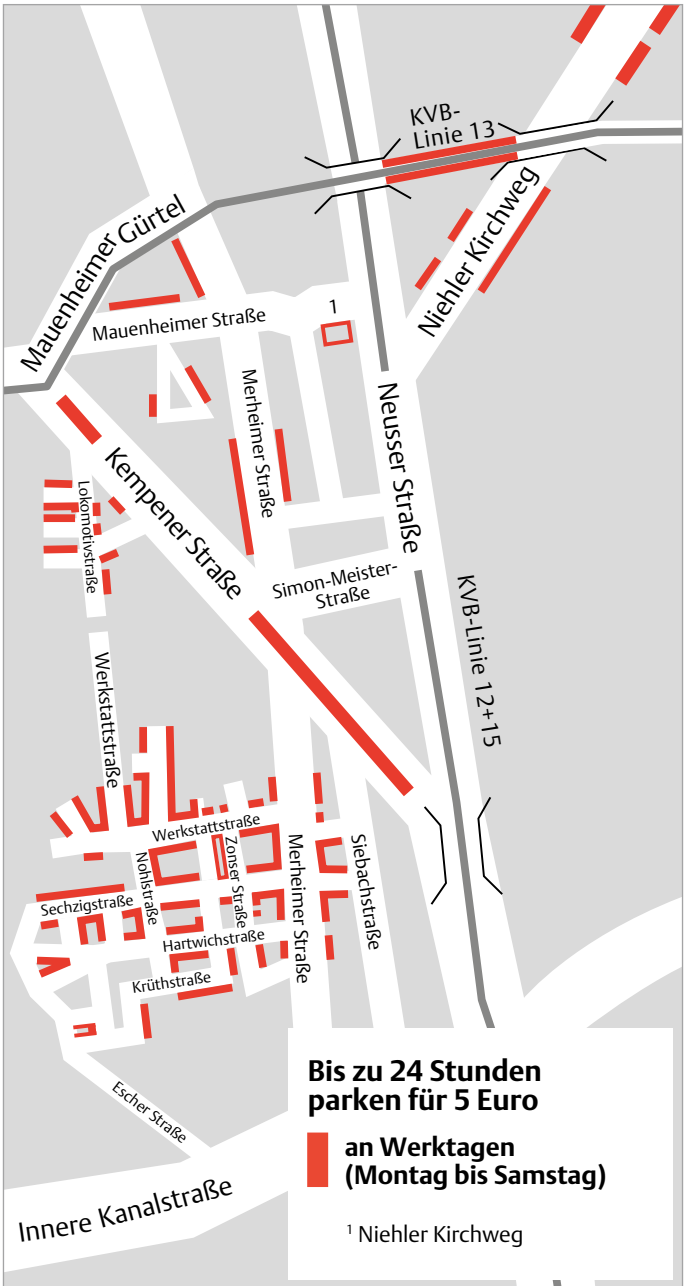 KVB-
Linie 13
Mauenheimer Gürtel
Niehler Kirchweg
1
Mauenheimer Straße
Merheimer Straße
Neusser Straße
Kempener Straße
Lokomotivstraße
Simon-Meister-
Straße
KVB-Linie 12+15
Werkstattstraße
Werkstattstraße
Nohlstraße
Zonser Straße
Merheimer Straße
Siebachstraße
Sechzigstraße
Hartwichstraße
Krüthstraße
Escher Straße
Innere Kanalstraße
Bis zu 24 Stunden
parken für 5 Euro
an Werktagen
(Montag bis Samstag)
¹ Niehler Kirchweg